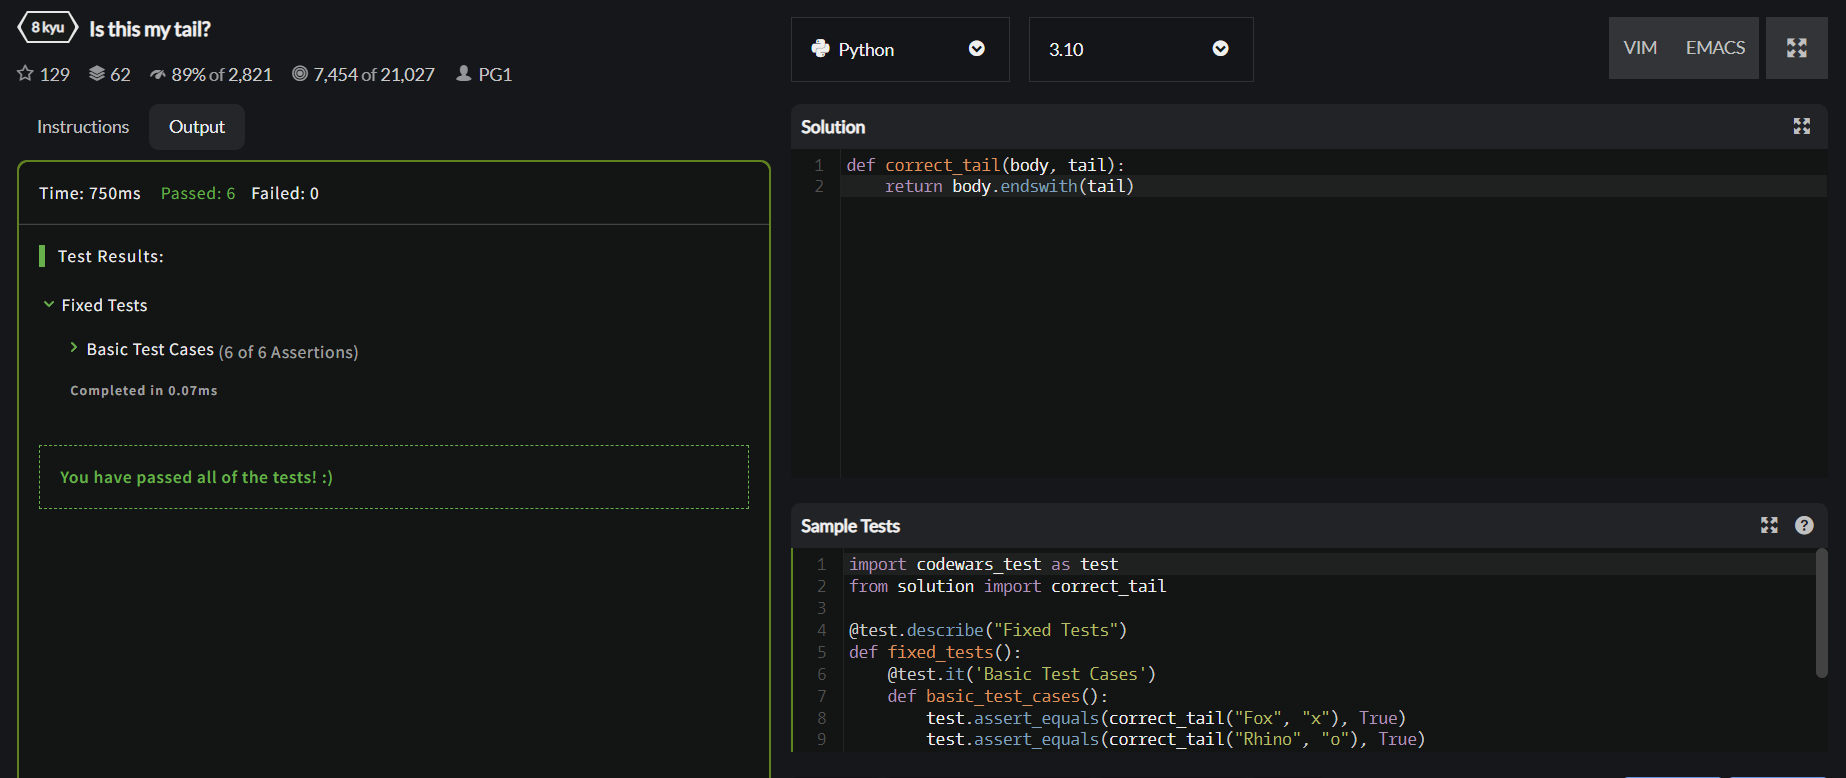 8 kyu Is this my tail?
129 62 89% of 2,821 7,454 of 21,027 PG1
Instructions Output
Time: 750ms Passed: 6 Failed: 0
Test Results:
Fixed Tests
Basic Test Cases (6 of 6 Assertions)
Completed in 0.07ms
You have passed all of the tests! :)
Python 3.10 VIM EMACS
Solution
1 def correct_tail(body, tail):
2     return body.endswith(tail)
Sample Tests ?
1 import codewars_test as test
2 from solution import correct_tail
3
4 @test.describe("Fixed Tests")
5 def fixed_tests():
6     @test.it('Basic Test Cases')
7     def basic_test_cases():
8         test.assert_equals(correct_tail("Fox", "x"), True)
9         test.assert_equals(correct_tail("Rhino", "o"), True)